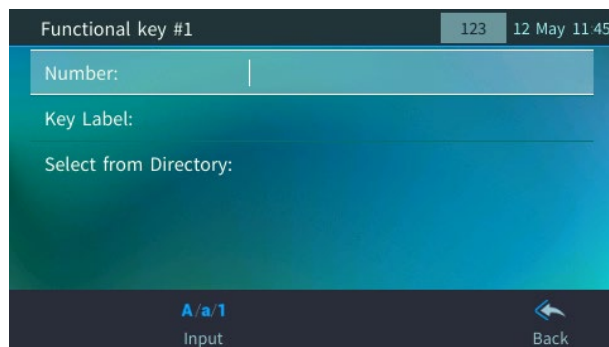 Functional key #1 123 12 May 11:45
Number:
Key Label:
Select from Directory:
A/a/1
Input Back